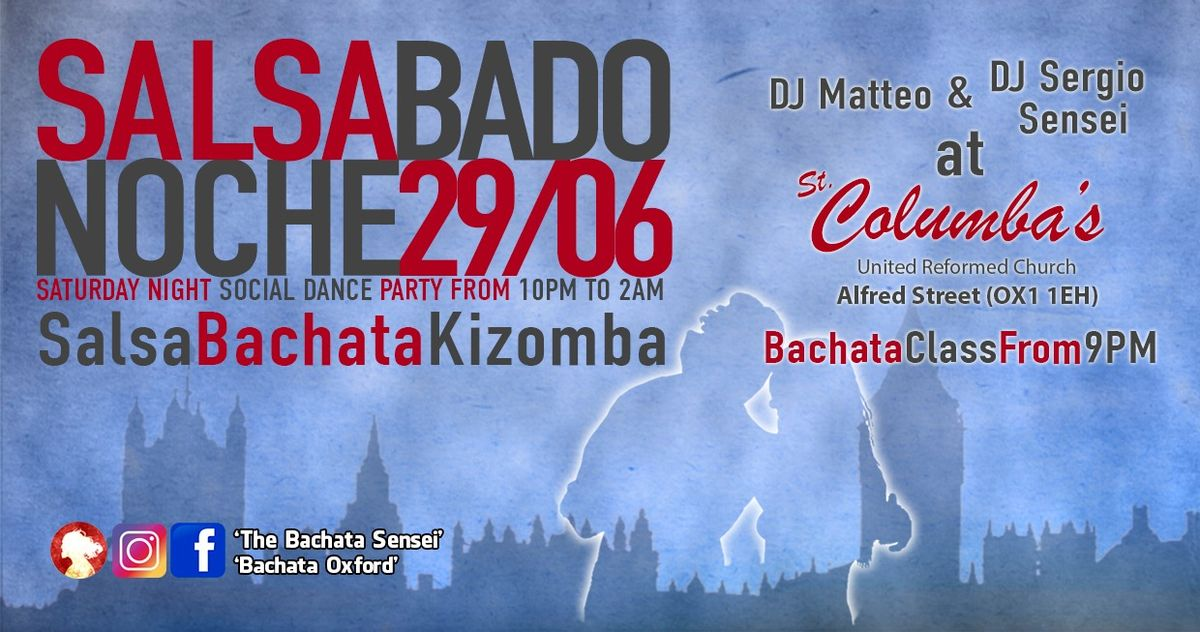 SALSABADO
NOCHE29/06
SATURDAY NIGHT SOCIAL DANCE PARTY FROM 10PM TO 2AM
SalsaBachataKizomba
DJ Matteo & DJ Sergio
Sensei
at
St. Columba's
United Reformed Church
Alfred Street (OX1 1EH)
BachataClassFrom9PM
'The Bachata Sensei'
'Bachata Oxford'